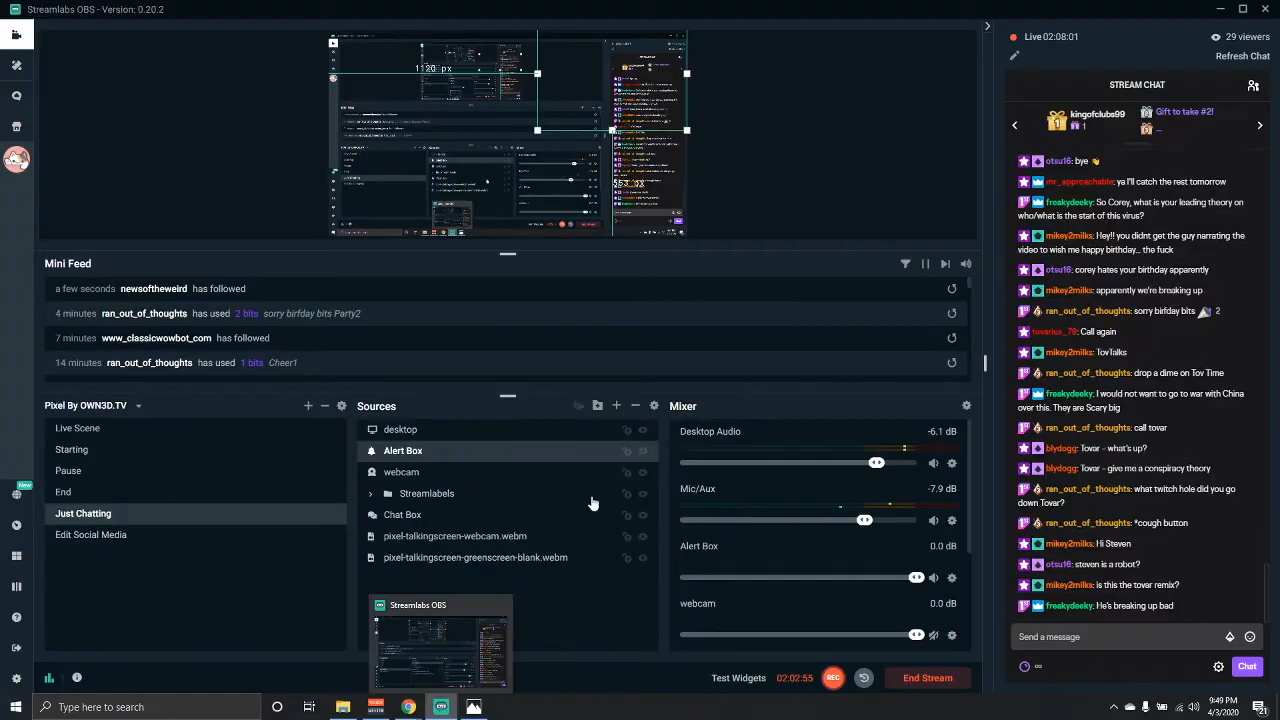 Streamlabs OBS - Version: 0.20.2
Live 02:08:01
29 viewers
Refresh Chat
STREAM CHAT
Gift to take #2!
otsu16: bye
mr_approachable: ya I'll hear the rest tomorrow
freakydeeky: So Corey, what is your leading theory on
what is the start of this virus?
mikey2milks: Hey!! you didnt get the guy narrating the
video to wish me happy birthday... the fuck
otsu16: corey hates your birthday
mikey2milks: apparently we're breaking up
ran_out_of_thoughts: sorry birfday bits 2
tovarius_79: Call again
mikey2milks: TovTalks
ran_out_of_thoughts: drop a dime on Tov Time
freakydeeky: I would not want to go to war with China
over this. They are Scary big
ran_out_of_thoughts: call tovar
blydogg: Tovar - what's up?
blydogg: Tovar - give me a conspiracy theory
ran_out_of_thoughts: what twitch hole did you go
down Tovar?
ran_out_of_thoughts: *cough button
mikey2milks: Hi Steven
otsu16: steven is a robot?
mikey2milks: is this the tovar remix?
freakydeeky: He's breaking up bad
Send a message
Chat
1120 px
Mini Feed
a few seconds newsoftheweird has followed
4 minutes ran_out_of_thoughts has used 2 bits sorry birfday bits Party2
7 minutes www_classicwowbot_com has followed
14 minutes ran_out_of_thoughts has used 1 bits Cheer1
Pixel By OWN3D.TV
Live Scene
Starting
Pause
End
Just Chatting
Edit Social Media
Sources
desktop
Alert Box
webcam
Streamlabels
Chat Box
pixel-talkingscreen-webcam.webm
pixel-talkingscreen-greenscreen-blank.webm
Mixer
Desktop Audio -6.1 dB
Mic/Aux -7.9 dB
Alert Box 0.0 dB
webcam 0.0 dB
New
Streamlabs OBS
Test Widgets
REC
End Stream
Type here to search
9:49 PM